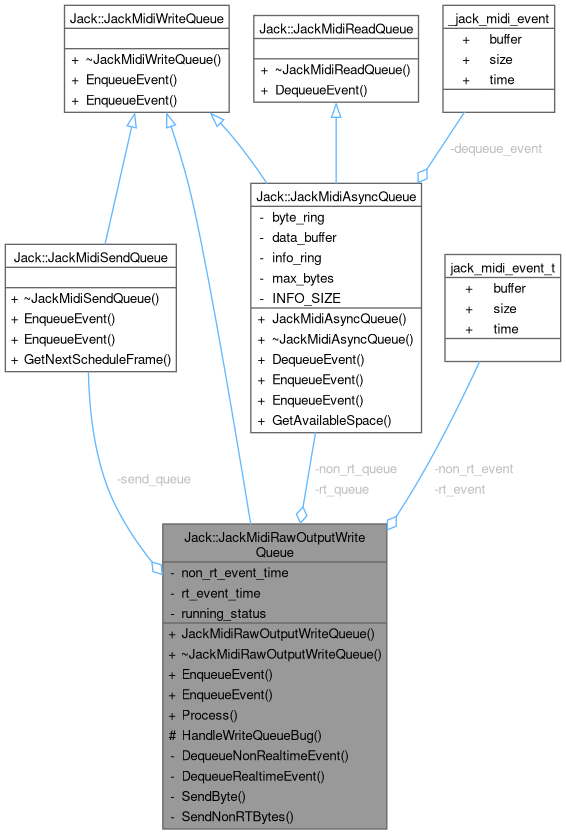 Jack::JackMidiWriteQueue
+ ~JackMidiWriteQueue()
+ EnqueueEvent()
+ EnqueueEvent()
Jack::JackMidiReadQueue
+ ~JackMidiReadQueue()
+ DequeueEvent()
_jack_midi_event
+ buffer
+ size
+ time
-dequeue_event
Jack::JackMidiAsyncQueue
- byte_ring
- data_buffer
- info_ring
- max_bytes
- INFO_SIZE
+ JackMidiAsyncQueue()
+ ~JackMidiAsyncQueue()
+ DequeueEvent()
+ EnqueueEvent()
+ EnqueueEvent()
+ GetAvailableSpace()
Jack::JackMidiSendQueue
+ ~JackMidiSendQueue()
+ EnqueueEvent()
+ EnqueueEvent()
+ GetNextScheduleFrame()
jack_midi_event_t
+ buffer
+ size
+ time
-send_queue
-non_rt_queue
-rt_queue
-non_rt_event
-rt_event
Jack::JackMidiRawOutputWrite
Queue
- non_rt_event_time
- rt_event_time
- running_status
+ JackMidiRawOutputWriteQueue()
+ ~JackMidiRawOutputWriteQueue()
+ EnqueueEvent()
+ EnqueueEvent()
+ Process()
# HandleWriteQueueBug()
- DequeueNonRealtimeEvent()
- DequeueRealtimeEvent()
- SendByte()
- SendNonRTBytes()